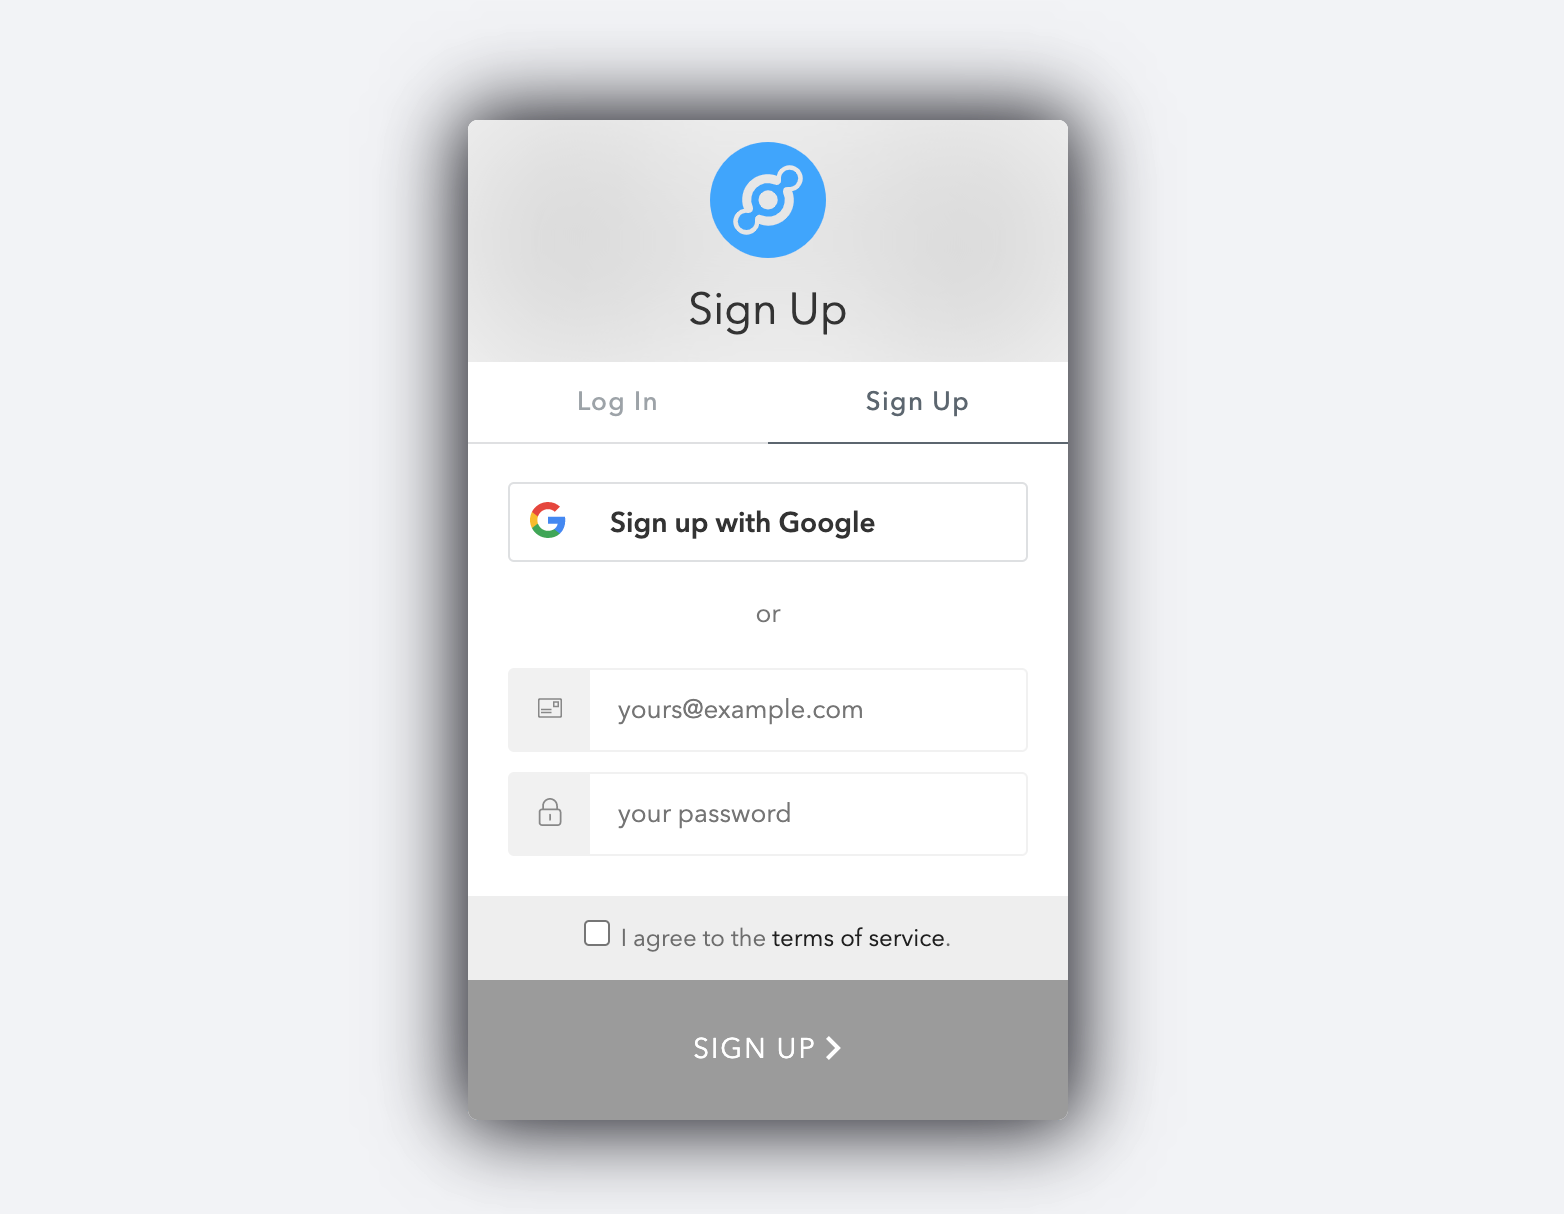 Sign Up
Log In
Sign Up
Sign up with Google
or
yours@example.com
your password
I agree to the terms of service.
SIGN UP